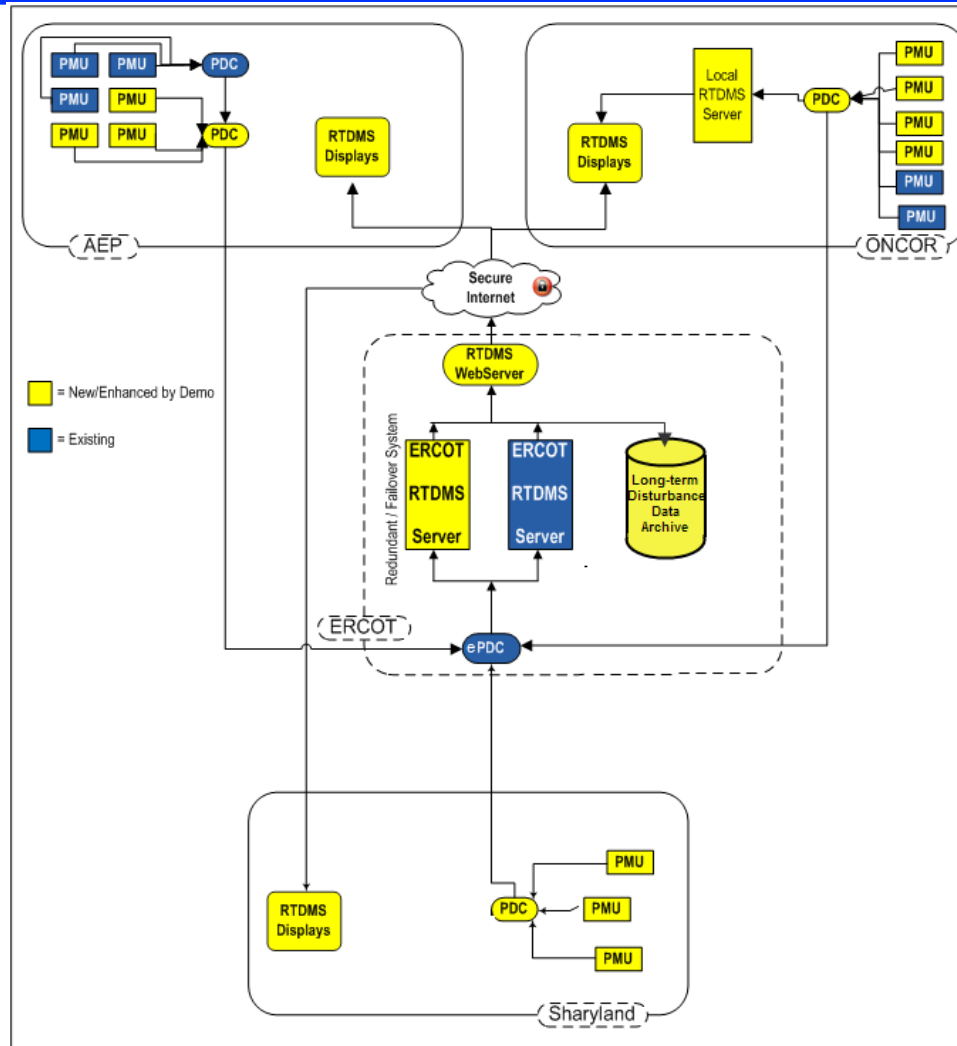 PMU
PMU
PDC
PMU
PMU
PMU
PMU
PDC
RTDMS
Displays
AEP
Local
RTDMS
Server
RTDMS
Displays
PDC
PMU
PMU
PMU
PMU
PMU
PMU
ONCOR
Secure
Internet
= New/Enhanced by Demo
= Existing
RTDMS
WebServer
Redundant / Failover System
ERCOT
RTDMS
Server
ERCOT
RTDMS
Server
Long-term
Disturbance
Data
Archive
ERCOT
ePDC
RTDMS
Displays
PDC
PMU
PMU
PMU
Sharyland